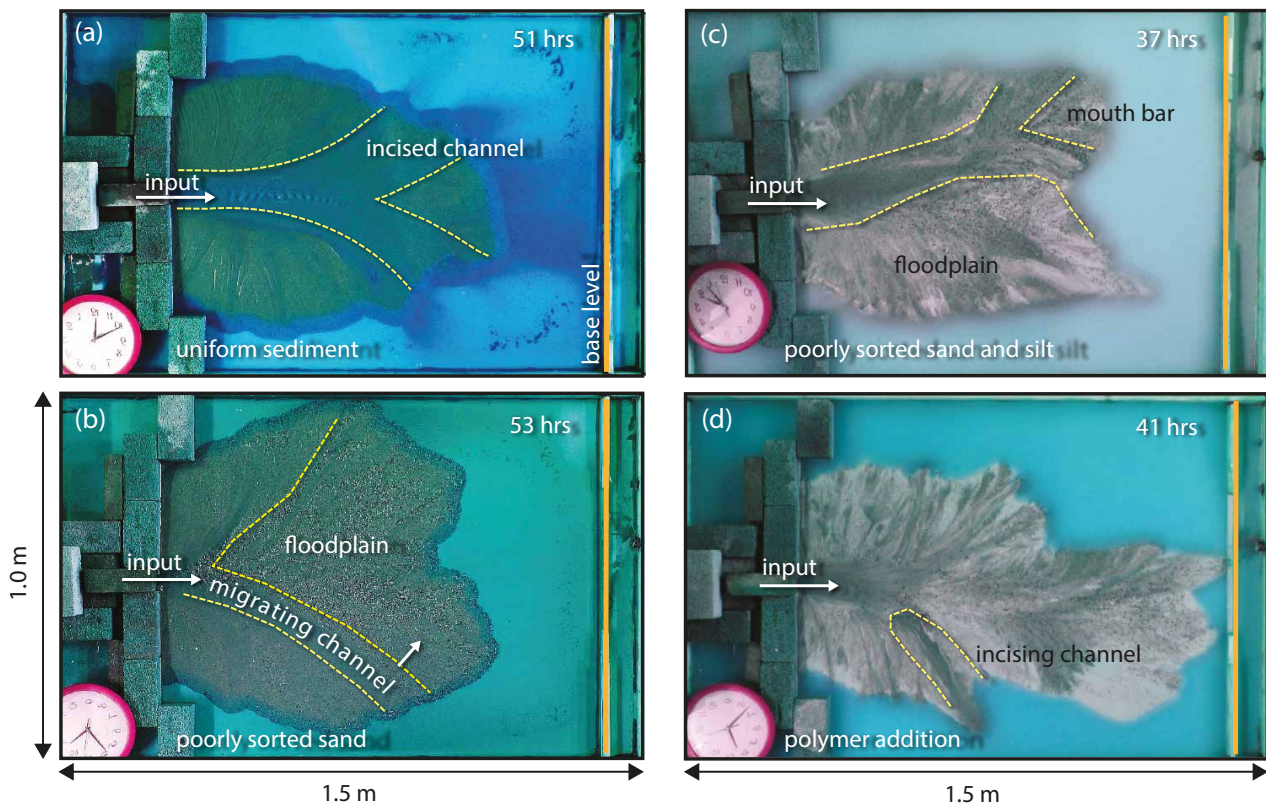 (a)
51 hrs
incised channel
input
base level
uniform sediment
(c)
37 hrs
mouth bar
input
floodplain
poorly sorted sand and silt
(b)
53 hrs
floodplain
input
migrating channel
poorly sorted sand
1.0 m
1.5 m
(d)
41 hrs
input
incising channel
polymer addition
1.5 m